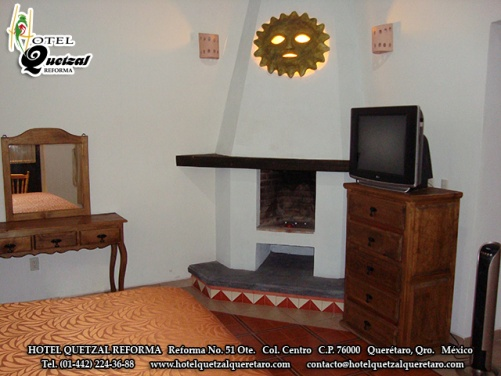 HOTEL
Quetzal
REFORMA
HOTEL QUETZAL REFORMA Reforma No. 51 Ote. Col. Centro C.P. 76000 Querétaro, Qro. México
Tel. (01-442) 224-36-88 www.hotelquetzalqueretaro.com contacto@hotelquetzalqueretaro.com